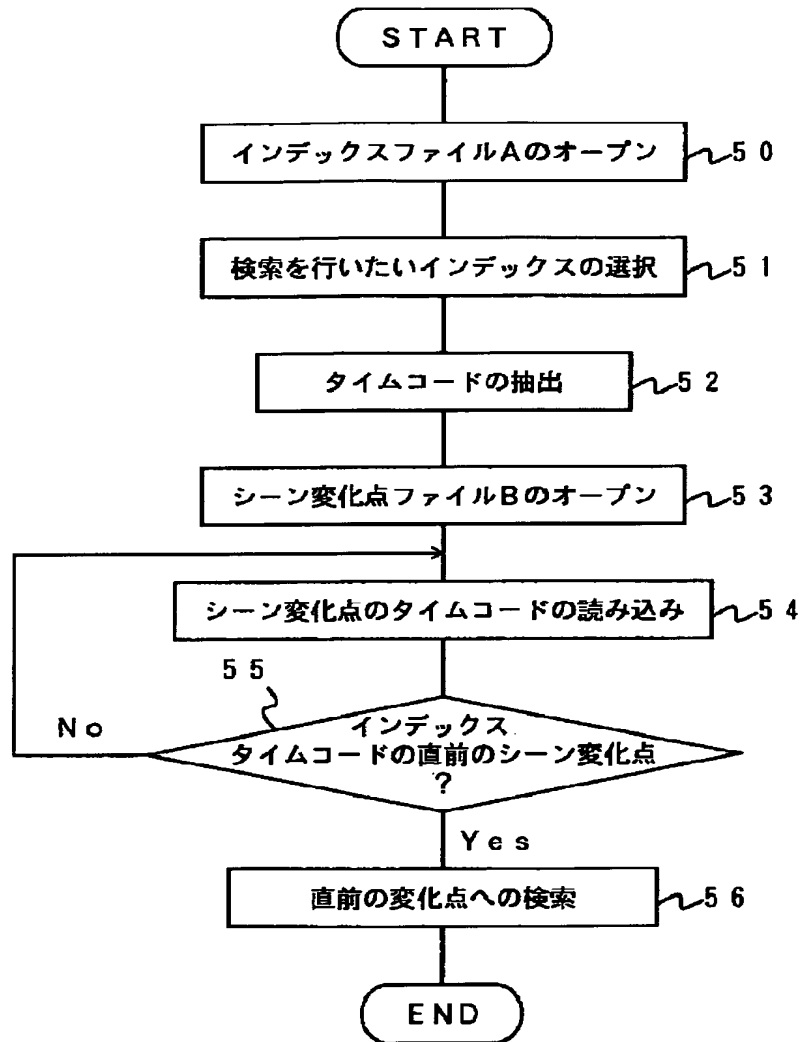 START
インデックスファイルAのオープン
50
検索を行いたいインデックスの選択
51
タイムコードの抽出
52
シーン変化点ファイルBのオープン
53
シーン変化点のタイムコードの読み込み
54
55
No
インデックス
タイムコードの直前のシーン変化点
?
Yes
直前の変化点への検索
56
END